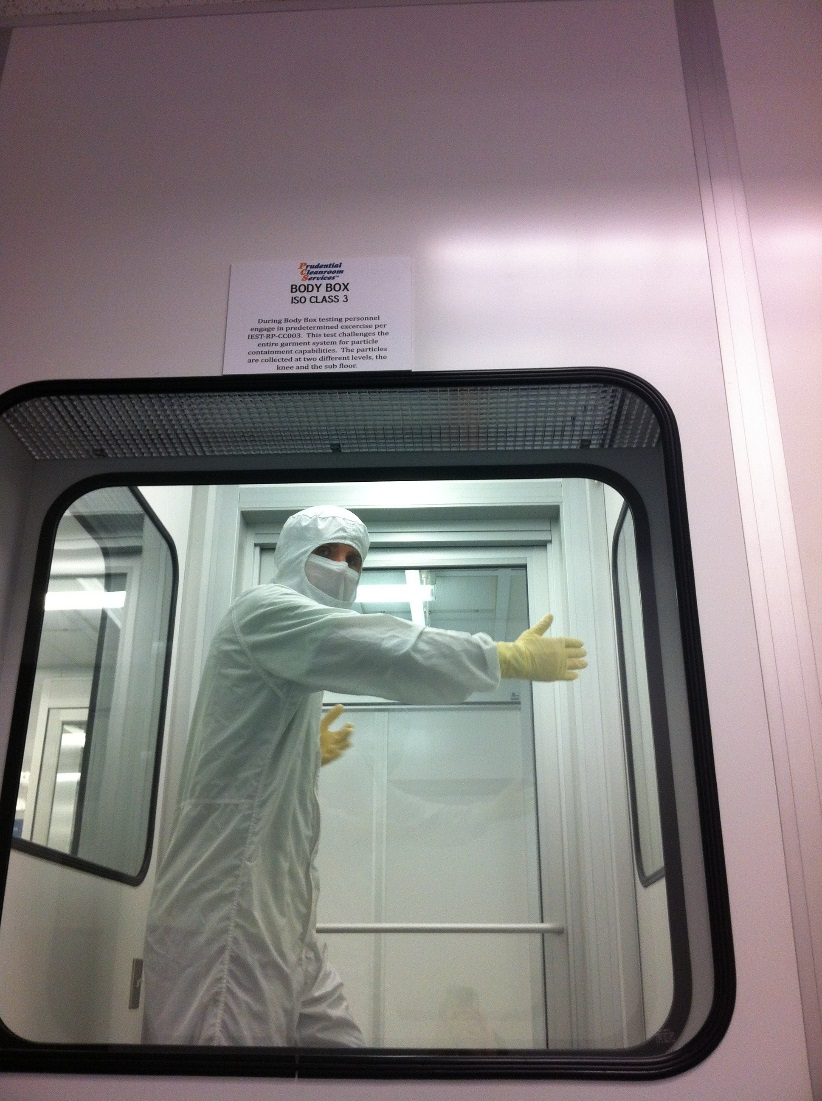 Prudential
Cleanroom
Services™
BODY BOX
ISO CLASS 3
During Body Box testing personnel
engage in predetermined excercise per
IEST-RP-CC003. This test challenges the
entire garment system for particle
containment capabilities. The particles
are collected at two different levels, the
knee and the sub floor.